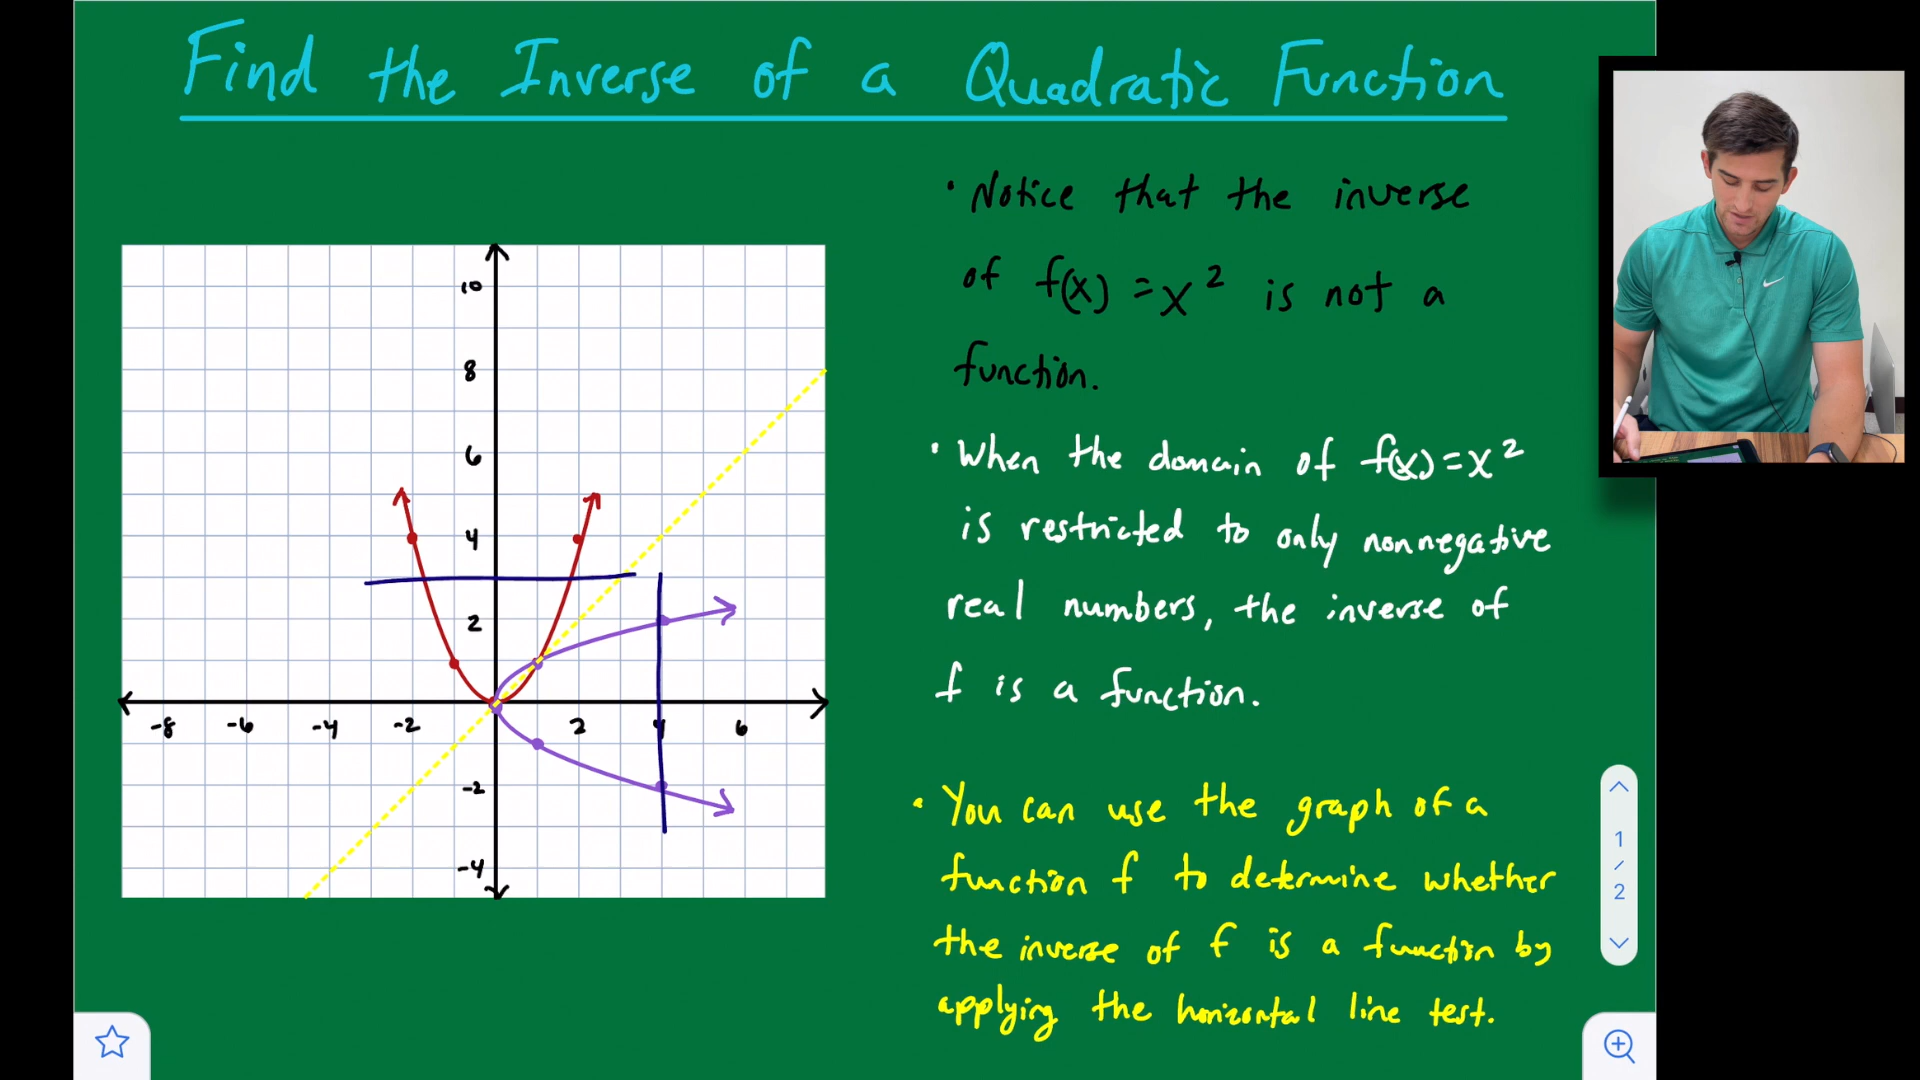 Find the Inverse of a Quadratic Function
• Notice that the inverse
of f(x) = x² is not a
function.
• When the domain of f(x) = x²
is restricted to only nonnegative
real numbers, the inverse of
f is a function.
• You can use the graph of a
function f to determine whether
the inverse of f is a function by
applying the horizontal line test.
10
8
6
4
2
-8 -6 -4 -2 2 4 6
-2
-4
1
/
2